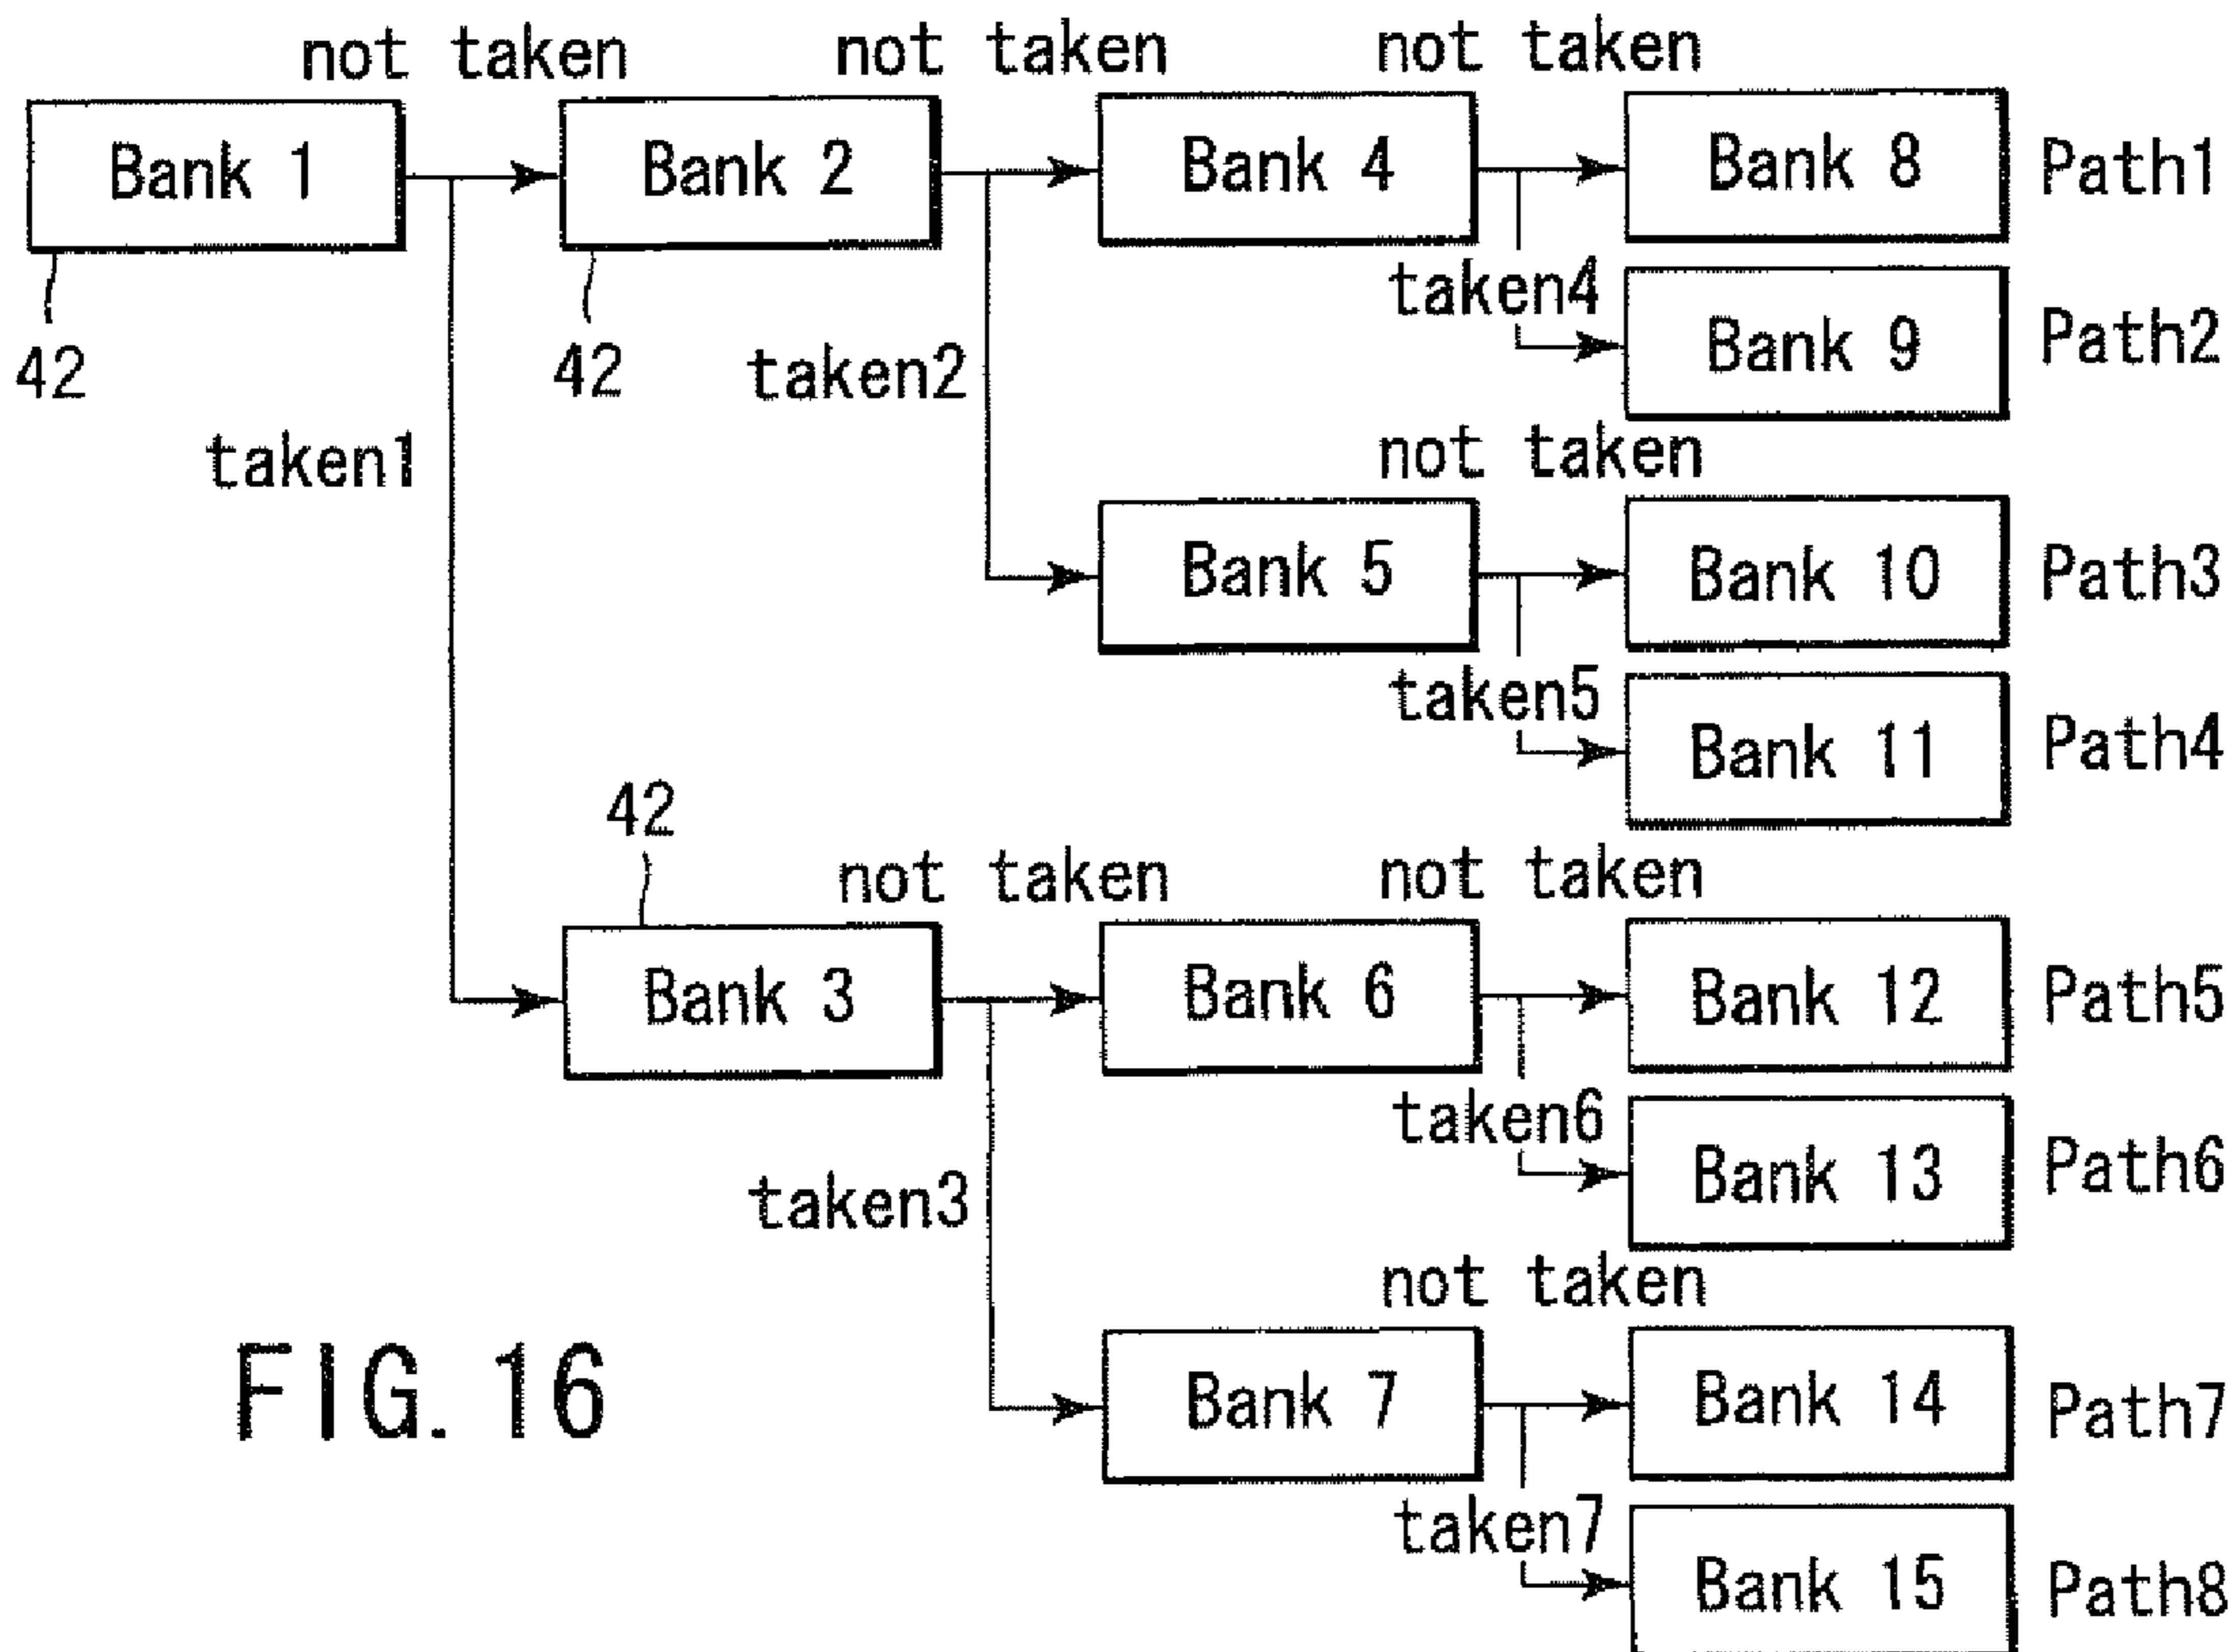 not taken
not taken
not taken
Bank 1
Bank 2
Bank 4
Bank 8
Path1
42
42
taken2
taken4
Bank 9
Path2
taken1
not taken
Bank 5
Bank 10
Path3
taken5
Bank 11
Path4
42
not taken
not taken
Bank 3
Bank 6
Bank 12
Path5
taken6
Bank 13
Path6
taken3
not taken
Bank 7
Bank 14
Path7
FIG. 16
taken7
Bank 15
Path8